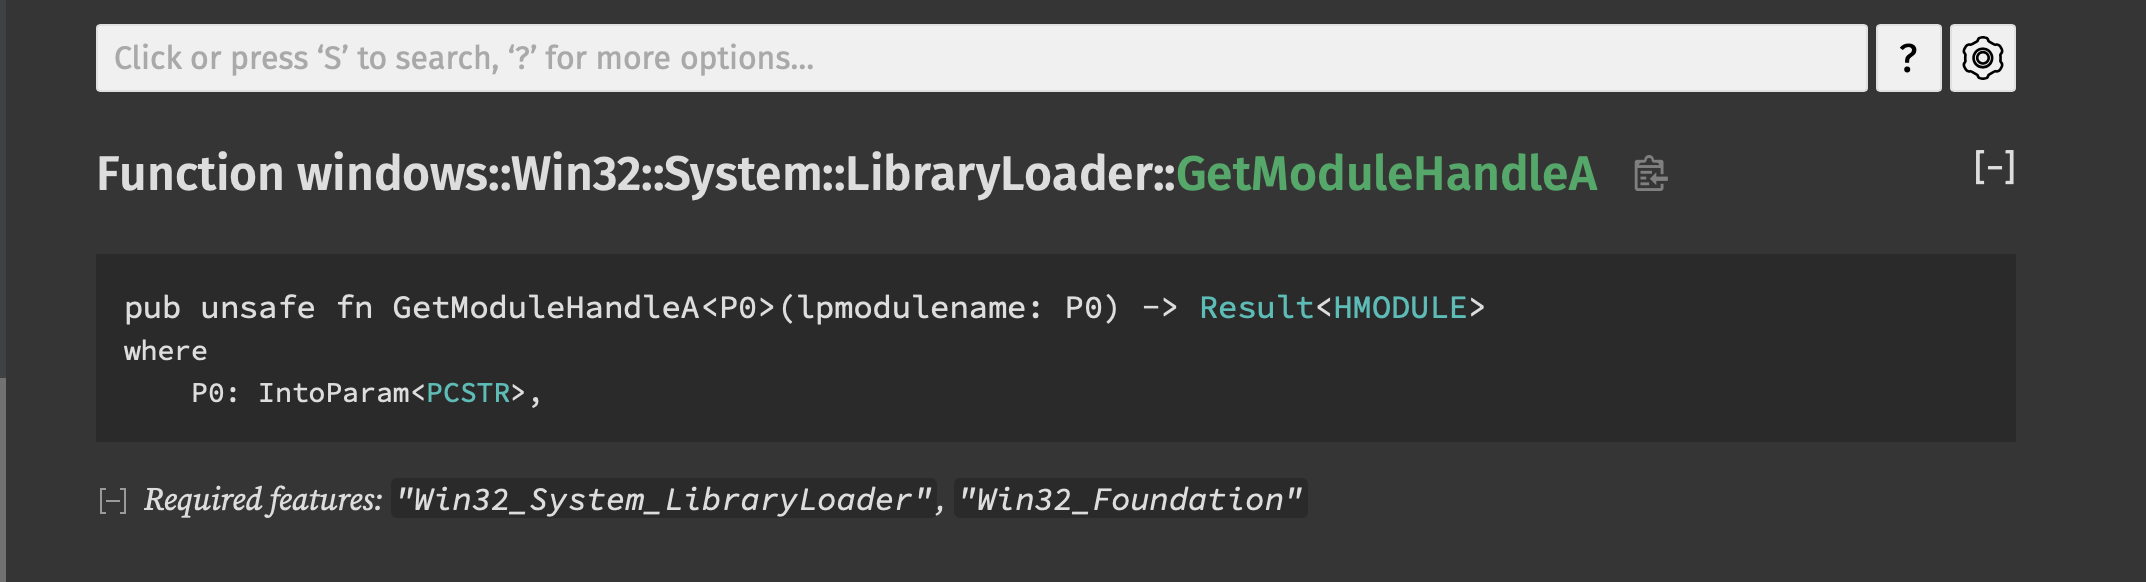 Click or press ‘S’ to search, ‘?’ for more options…
?
Function windows::Win32::System::LibraryLoader::GetModuleHandleA
[−]
pub unsafe fn GetModuleHandleA<P0>(lpmodulename: P0) -> Result<HMODULE>
where
    P0: IntoParam<PCSTR>,
[−] Required features: "Win32_System_LibraryLoader", "Win32_Foundation"